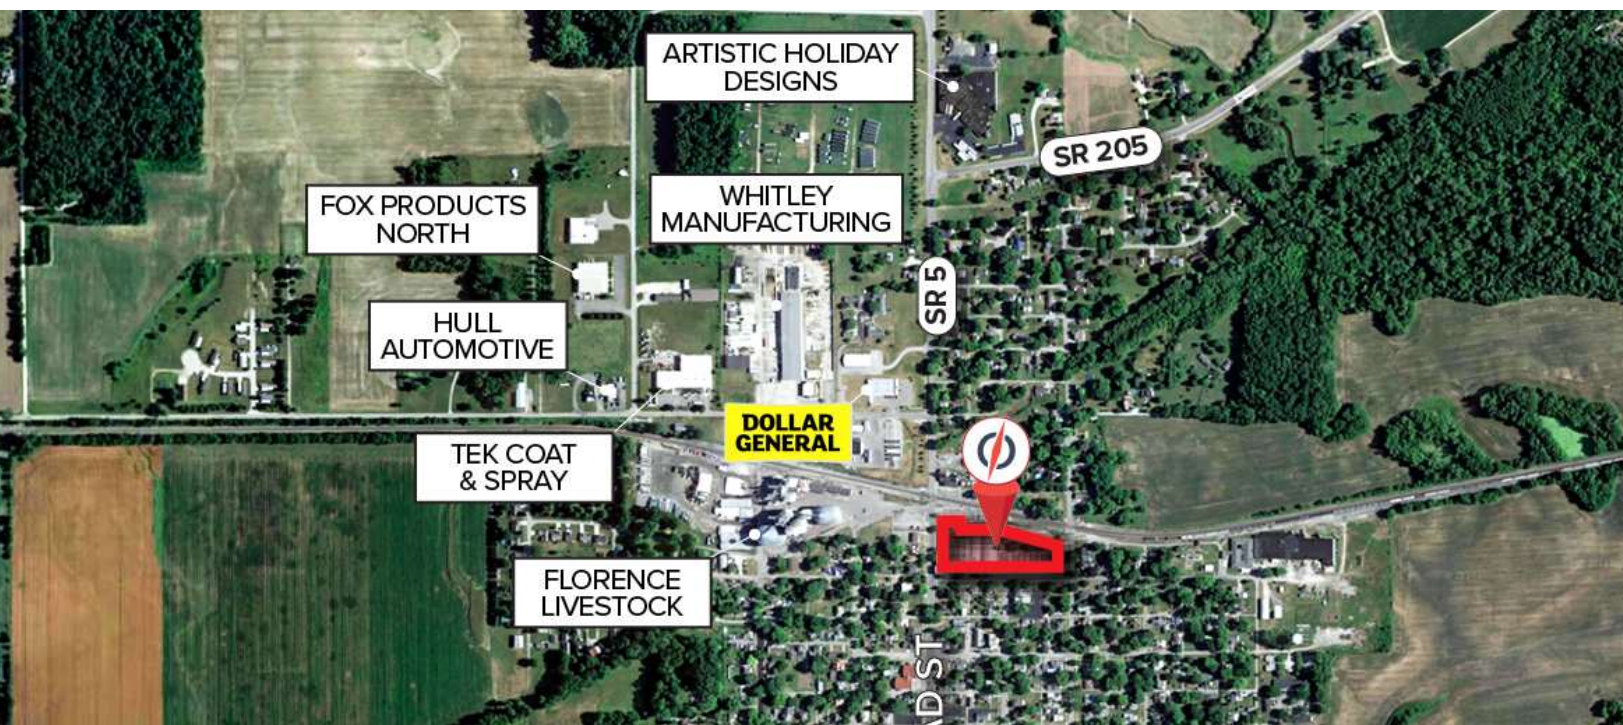 ARTISTIC HOLIDAY
DESIGNS
SR 205
WHITLEY
MANUFACTURING
FOX PRODUCTS
NORTH
SR 5
HULL
AUTOMOTIVE
DOLLAR
GENERAL
TEK COAT
& SPRAY
FLORENCE
LIVESTOCK
ST